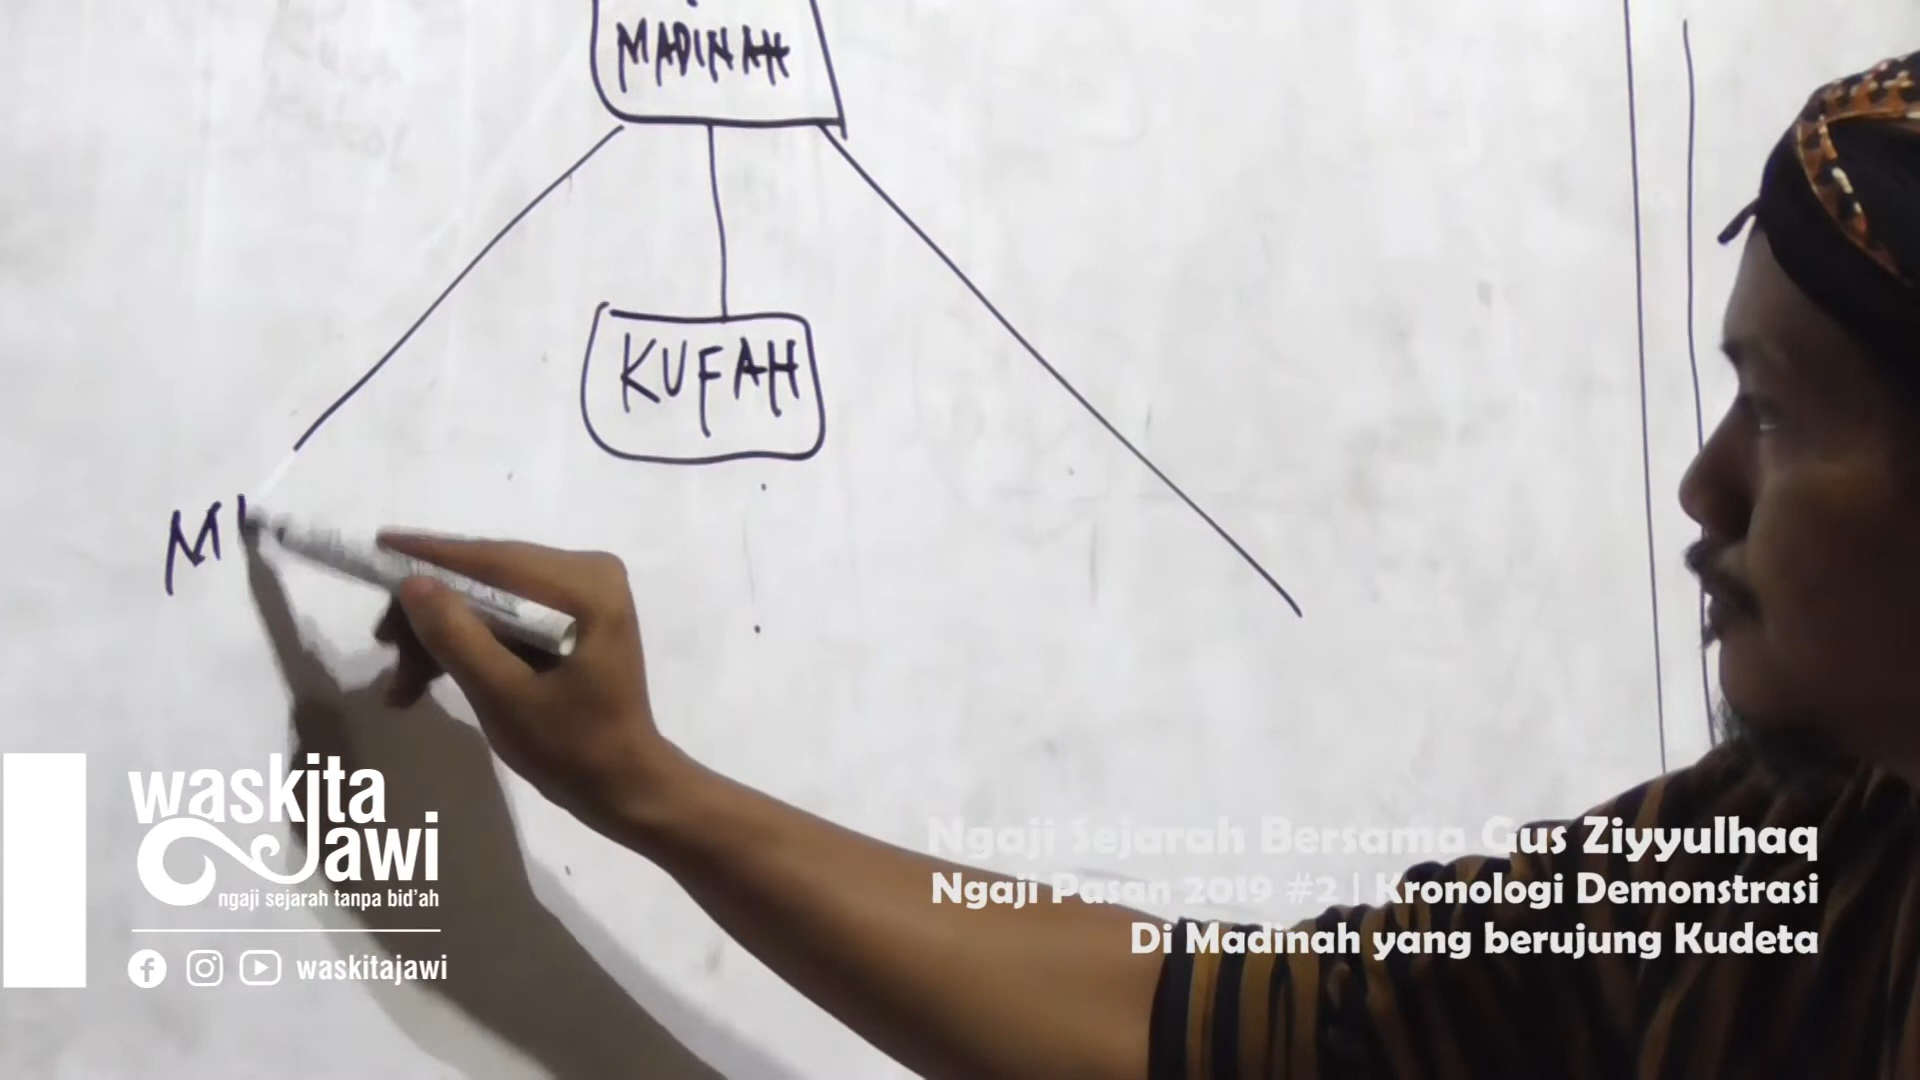 MADINAH
KUFAH
M
waskita
Jawi
ngaji sejarah tanpa bid'ah
waskitajawi
Ngaji Sejarah Bersama Gus Ziyyulhaq
Ngaji Pasan 2019 #2 | Kronologi Demonstrasi
Di Madinah yang berujung Kudeta